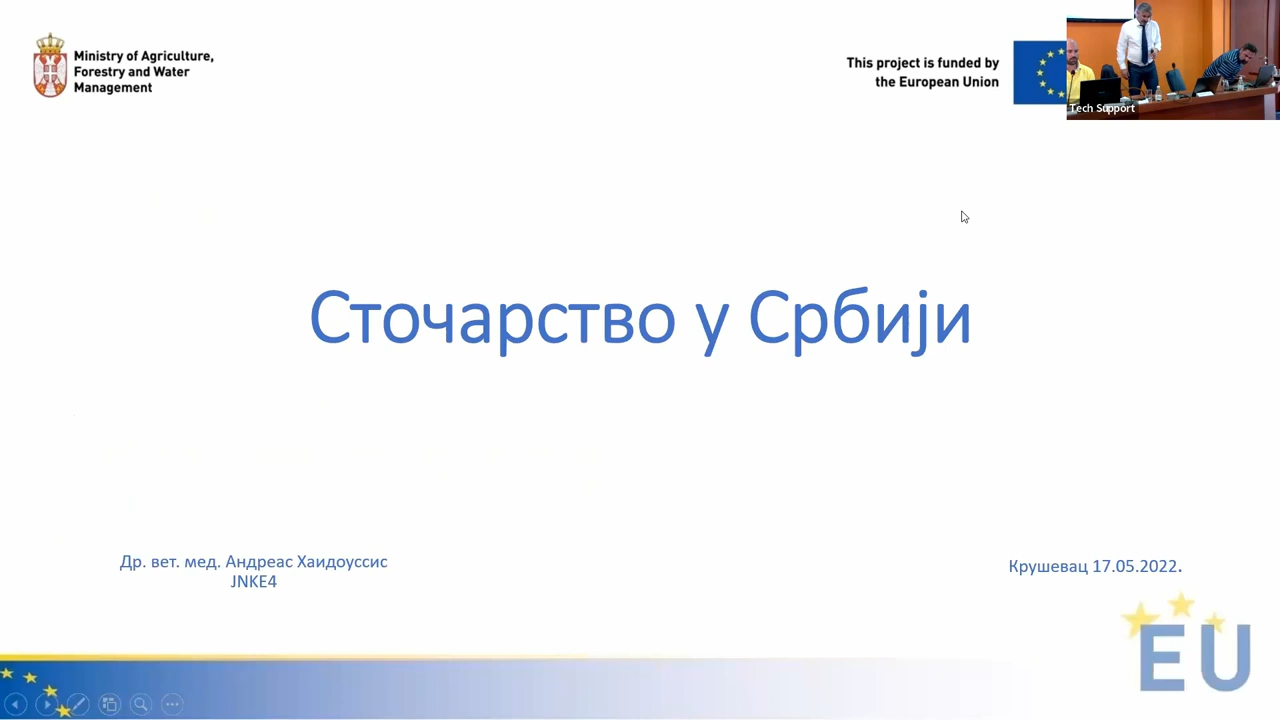 Ministry of Agriculture,
Forestry and Water
Management
This project is funded by
the European Union
Tech Support
Сточарство у Србији
Др. вет. мед. Андреас Хаидоуссис
JNKE4
Крушевац 17.05.2022.
EU